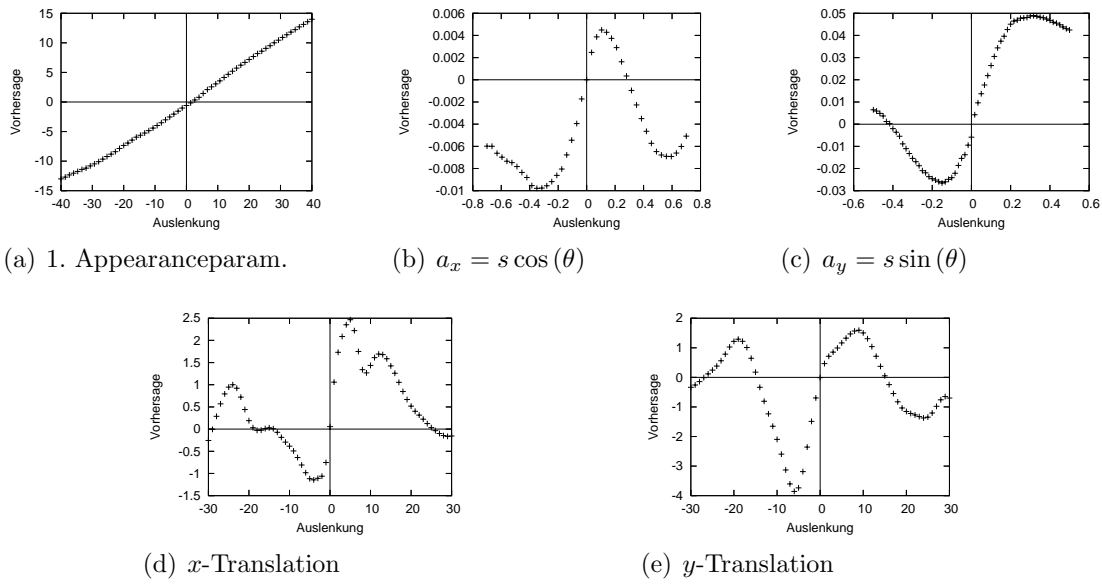 15
10
5
0
-5
-10
15
-40 -30 -20 -10 0 10 20 30 40
Vorhersage
Auslenkung
(a) 1. Appearanceparam.
0.006
0.004
0.002
0
-0.002
-0.004
-0.006
-0.008
-0.01
-0.8 -0.6 -0.4 -0.2 0 0.2 0.4 0.6 0.8
Vorhersage
Auslenkung
(b) a_x = s cos (θ)
0.05
0.04
0.03
0.02
0.01
0
-0.01
-0.02
-0.03
-0.6 -0.4 -0.2 0 0.2 0.4 0.6
Vorhersage
Auslenkung
(c) a_y = s sin (θ)
2.5
2
1.5
1
0.5
0
-0.5
-1
1.5
-30 -20 -10 0 10 20 30
Vorhersage
Auslenkung
(d) x-Translation
2
1
0
-1
-2
-3
-4
-30 -20 -10 0 10 20 30
Vorhersage
Auslenkung
(e) y-Translation